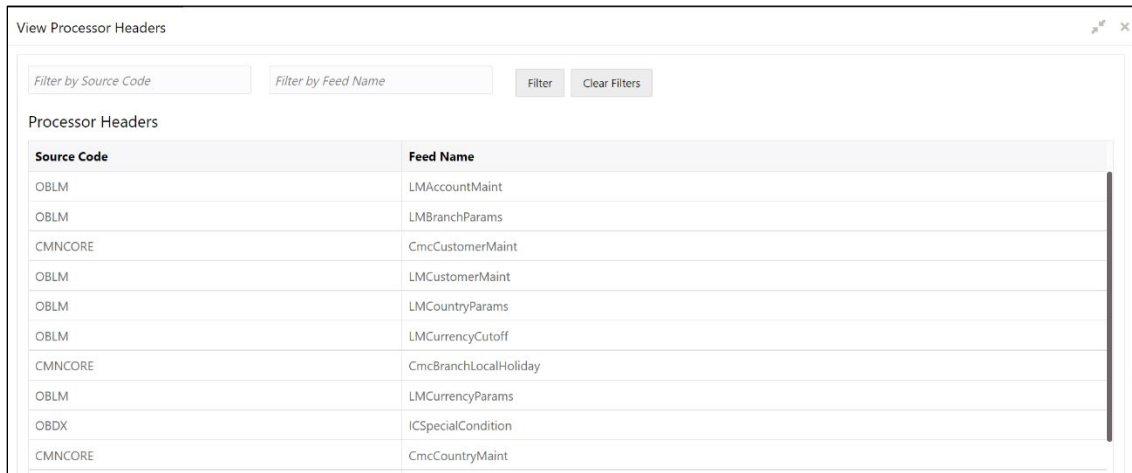 View Processor Headers
Filter by Source Code Filter by Feed Name Filter Clear Filters
Processor Headers
Source Code Feed Name
OBLM LMAccountMaint
OBLM LMBranchParams
CMNCORE CmcCustomerMaint
OBLM LMCustomerMaint
OBLM LMCountryParams
OBLM LMCurrencyCutoff
CMNCORE CmcBranchLocalHoliday
OBLM LMCurrencyParams
OBDX ICSpecialCondition
CMNCORE CmcCountryMaint